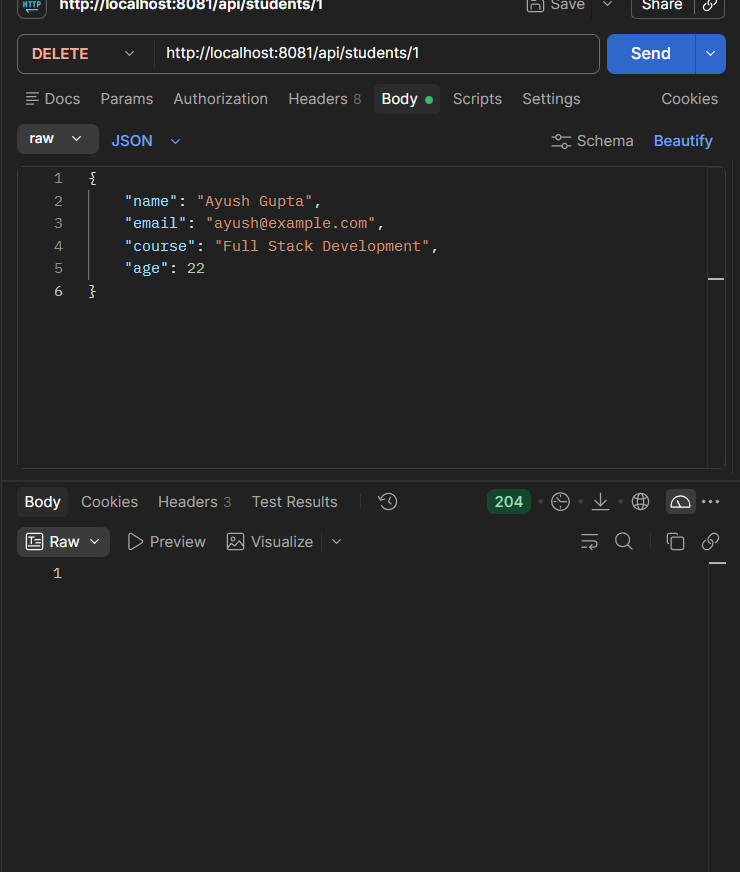 HTTP http://localhost:8081/api/students/1 Save Share
DELETE http://localhost:8081/api/students/1 Send
Docs Params Authorization Headers 8 Body Scripts Settings Cookies
raw JSON Schema Beautify
1 {
2 "name": "Ayush Gupta",
3 "email": "ayush@example.com",
4 "course": "Full Stack Development",
5 "age": 22
6 }
Body Cookies Headers 3 Test Results 204
Raw Preview Visualize
1